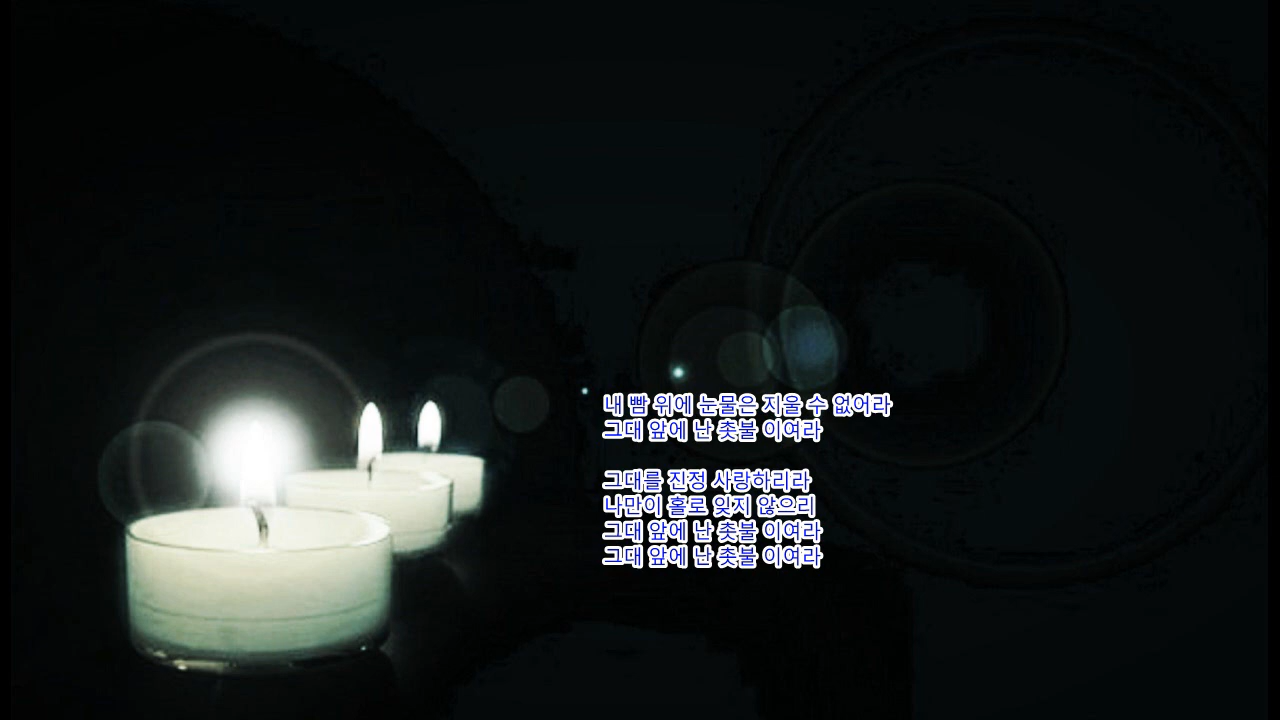 내 뺨 위에 눈물은 지울 수 없어라
그대 앞에 난 촛불 이여라
그대를 진정 사랑하리라
나만이 홀로 잊지 않으리
그대 앞에 난 촛불 이여라
그대 앞에 난 촛불 이여라